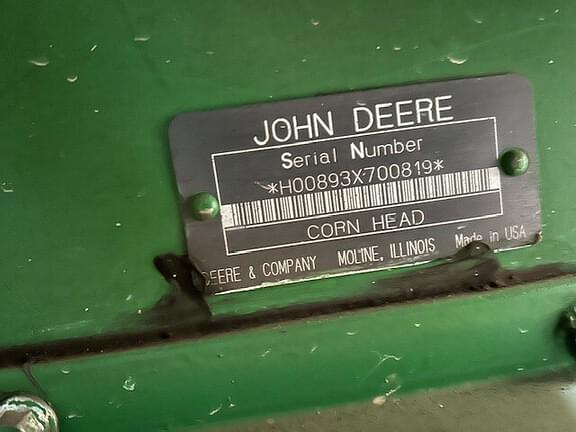 JOHN DEERE
Serial Number
*H00893X700819*
CORN HEAD
DEERE & COMPANY MOLINE, ILLINOIS Made in USA